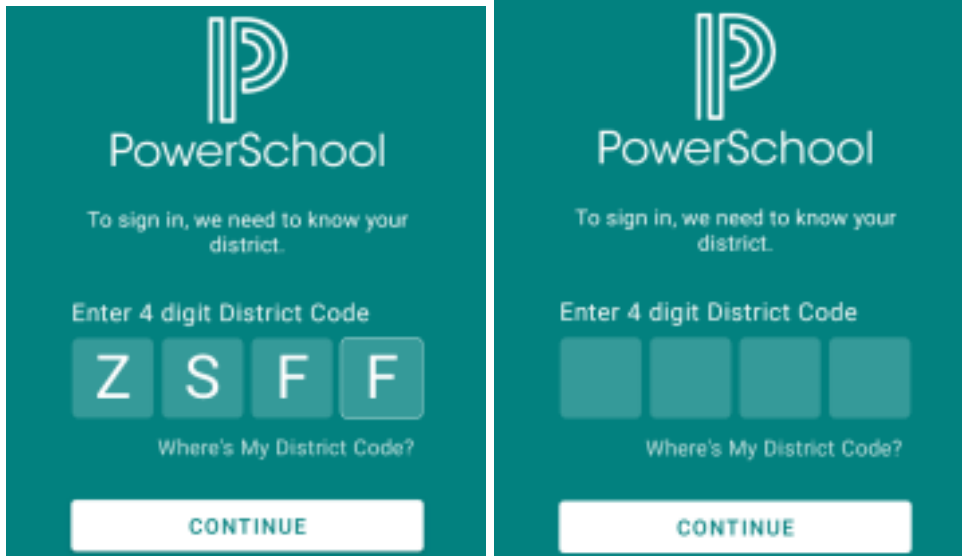 PowerSchool
To sign in, we need to know your
district.
Enter 4 digit District Code
Z S F F
Where's My District Code?
CONTINUE
PowerSchool
To sign in, we need to know your
district.
Enter 4 digit District Code
Where's My District Code?
CONTINUE